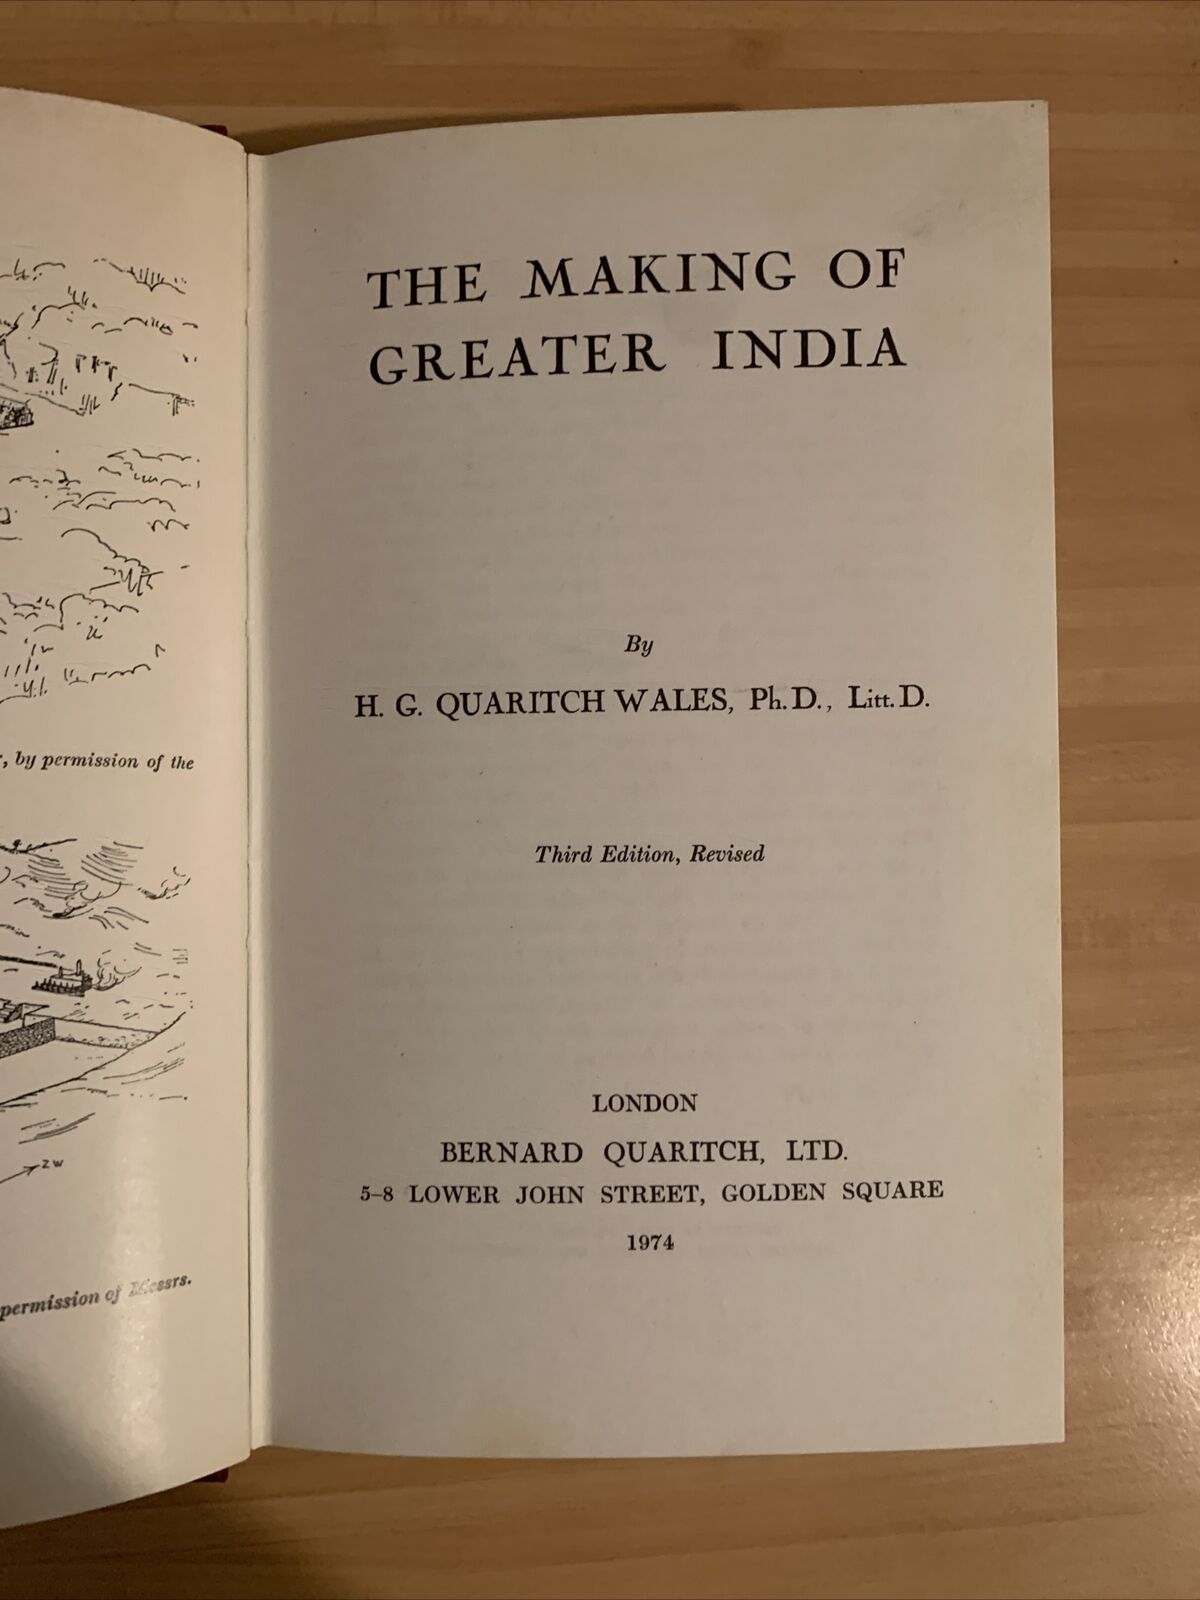 , by permission of the
ZW
permission of Messrs.
THE MAKING OF
GREATER INDIA
By
H. G. QUARITCH WALES, Ph.D., Litt.D.
Third Edition, Revised
LONDON
BERNARD QUARITCH, LTD.
5–8 LOWER JOHN STREET, GOLDEN SQUARE
1974